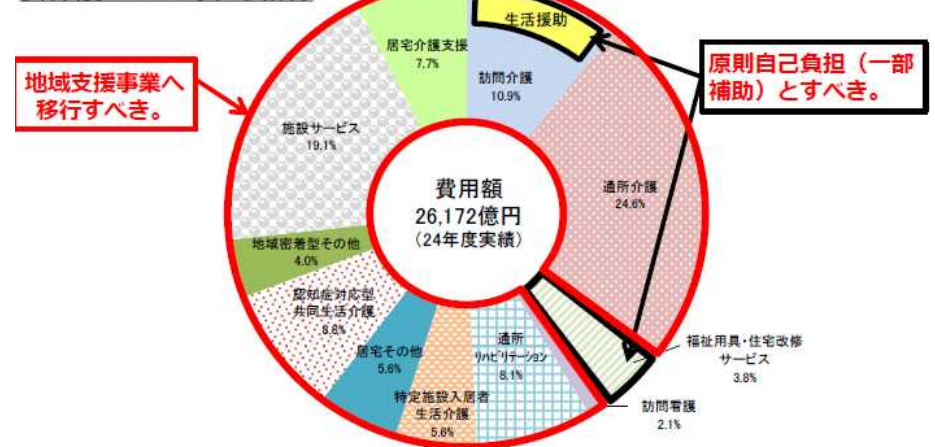 生活援助
居宅介護支援
7.7%
訪問介護
10.9%
地域支援事業へ
移行すべき。
原則自己負担（一部
補助）とすべき。
施設サービス
19.1%
通所介護
24.6%
費用額
26,172億円
（24年度実績）
地域密着型その他
4.0%
認知症対応型
共同生活介護
8.6%
居宅その他
5.6%
特定施設入居者
生活介護
5.6%
通所
リハビリテーション
8.1%
福祉用具・住宅改修
サービス
3.8%
訪問看護
2.1%